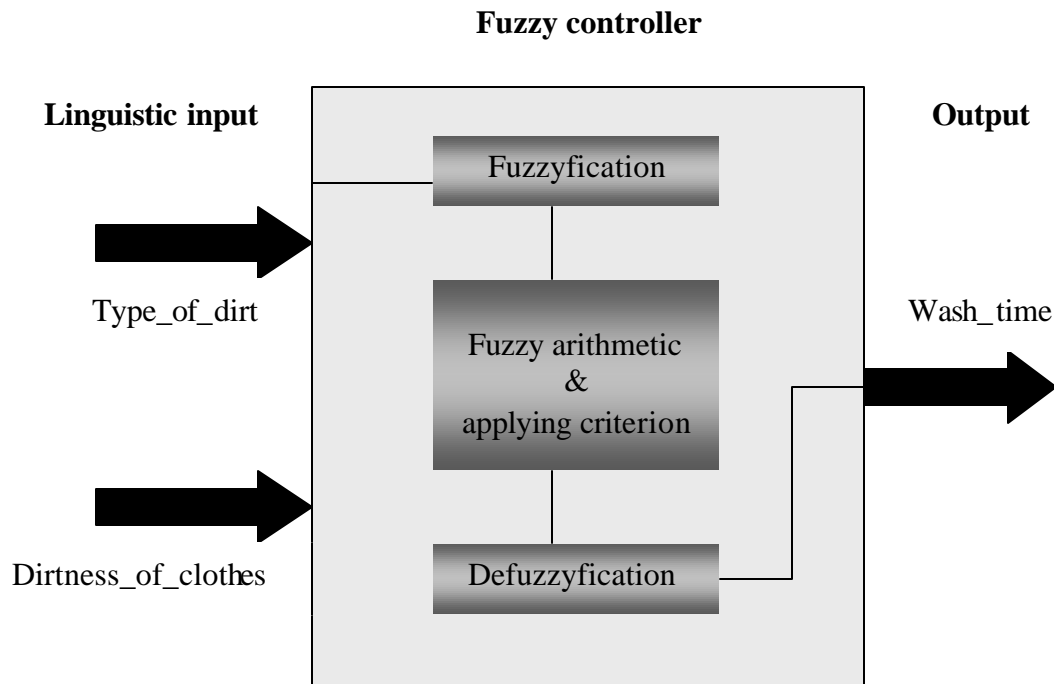 Fuzzy controller
Linguistic input
Output
Fuzzyfication
Type_of_dirt
Wash_time
Fuzzy arithmetic
&
applying criterion
Dirtness_of_clothes
Defuzzyfication